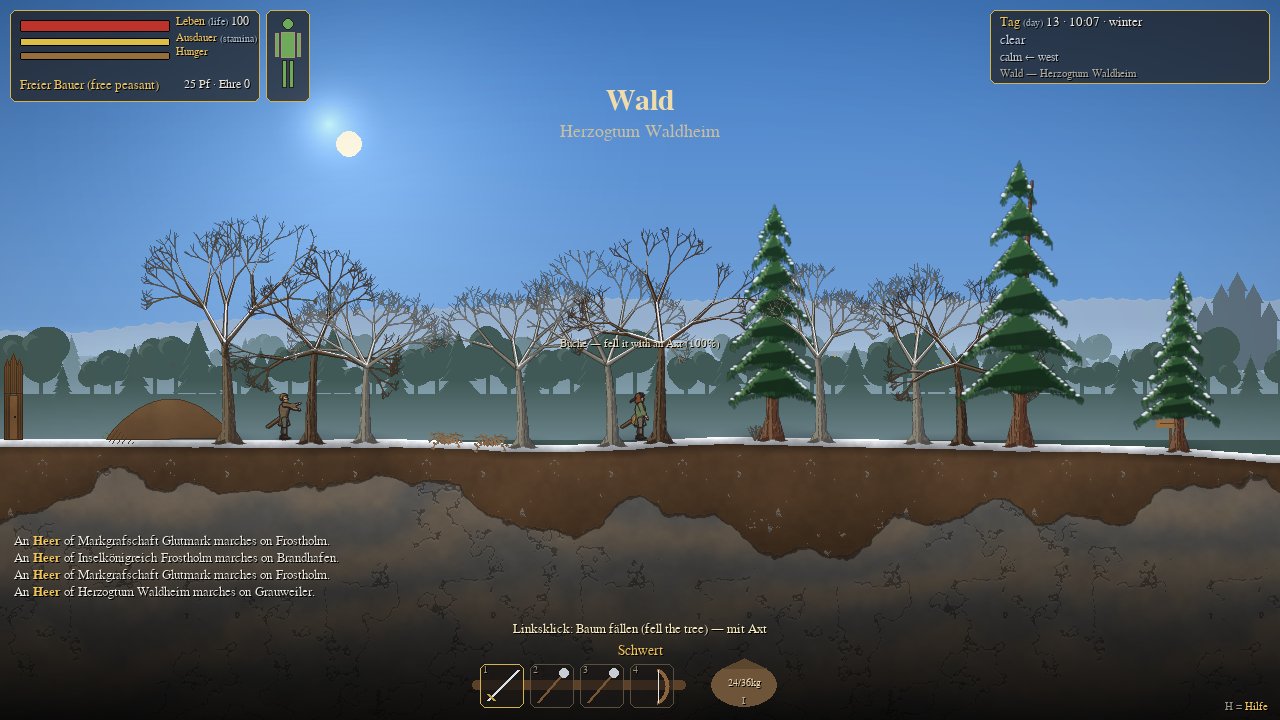 Leben (life) 100
Ausdauer (stamina)
Hunger
Freier Bauer (free peasant) 25 Pf · Ehre 0
Tag (day) 13 · 10:07 · winter
clear
calm ← west
Wald — Herzogtum Waldheim
Wald
Herzogtum Waldheim
Buche — fell it with an Axt (100%)
An Heer of Markgrafschaft Glutmark marches on Frostholm.
An Heer of Inselkönigreich Frostholm marches on Brandhafen.
An Heer of Markgrafschaft Glutmark marches on Frostholm.
An Heer of Herzogtum Waldheim marches on Grauweiler.
Linksklick: Baum fällen (fell the tree) — mit Axt
Schwert
1 2 3 4
24/36kg
I
H = Hilfe